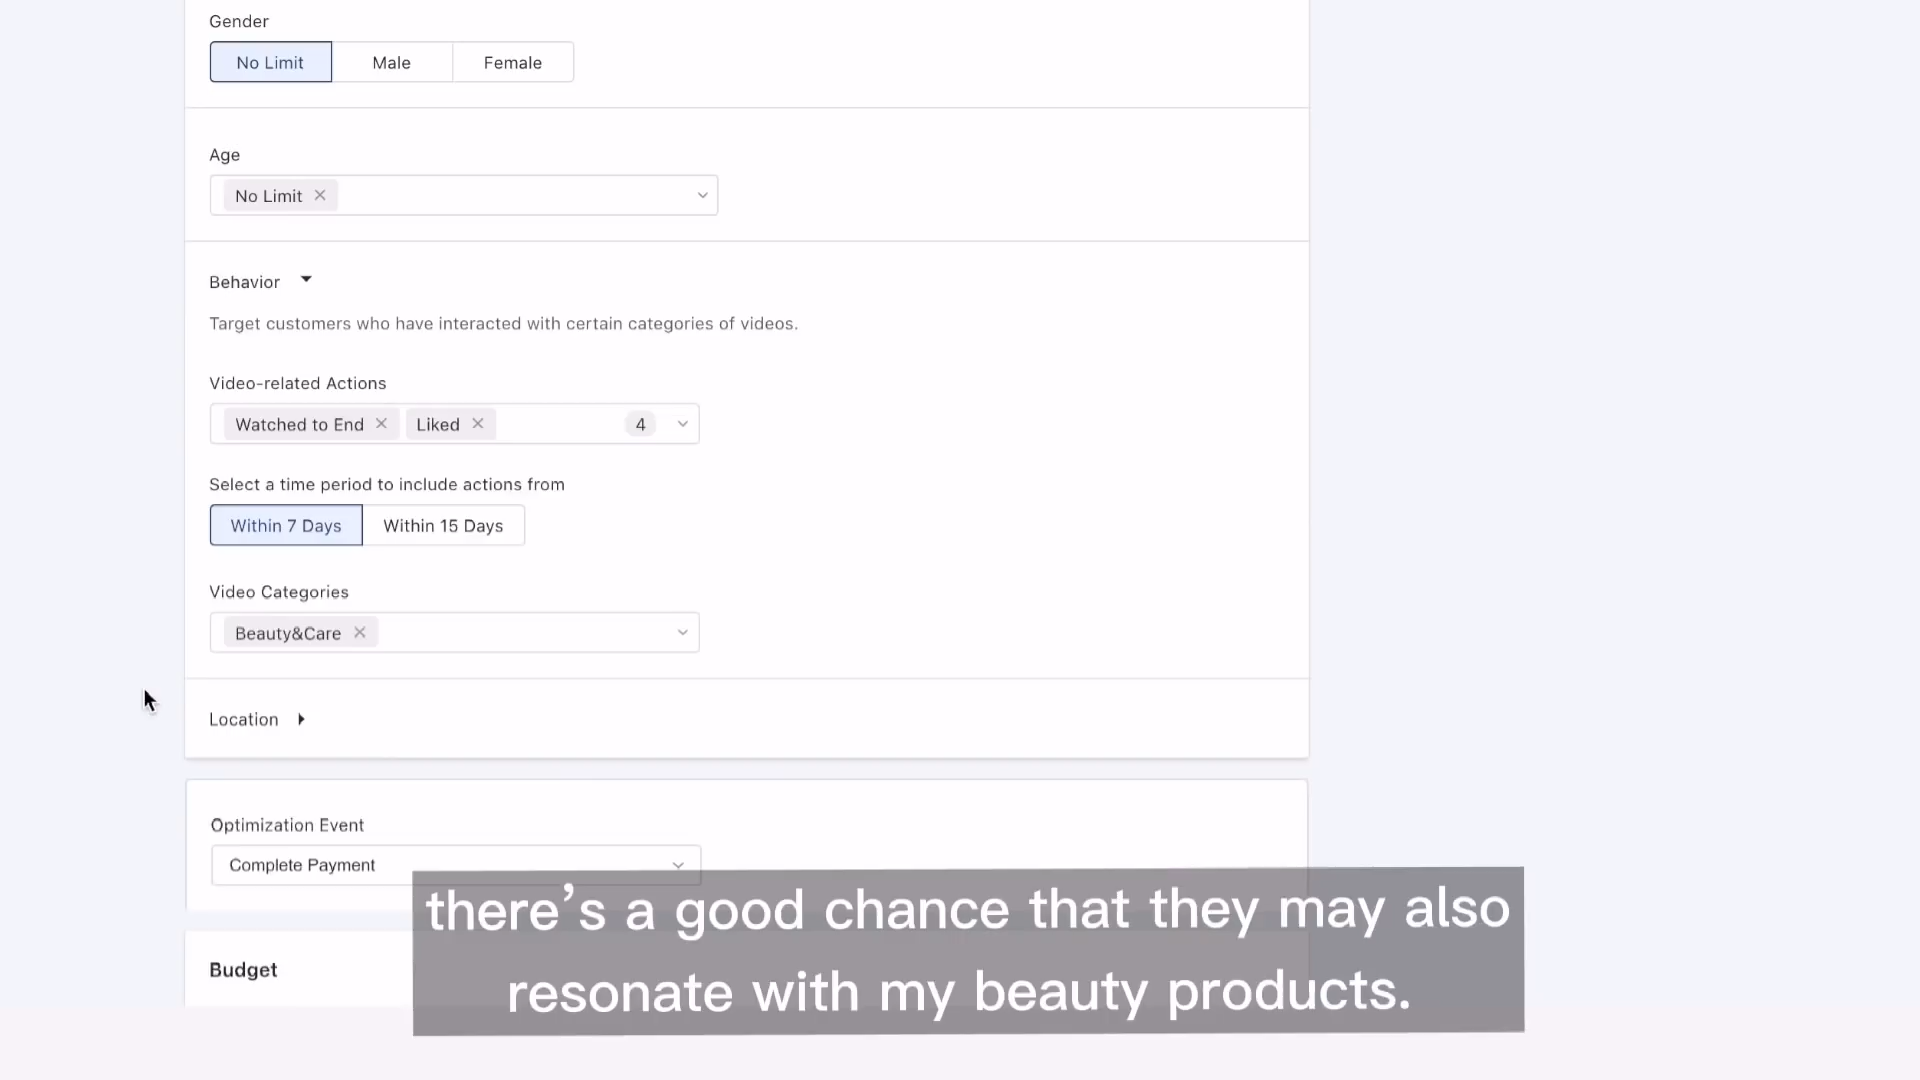 Gender
No Limit Male Female
Age
No Limit
Behavior
Target customers who have interacted with certain categories of videos.
Video-related Actions
Watched to End Liked 4
Select a time period to include actions from
Within 7 Days Within 15 Days
Video Categories
Beauty&Care
Location
Optimization Event
Complete Payment
there’s a good chance that they may also
resonate with my beauty products.
Budget